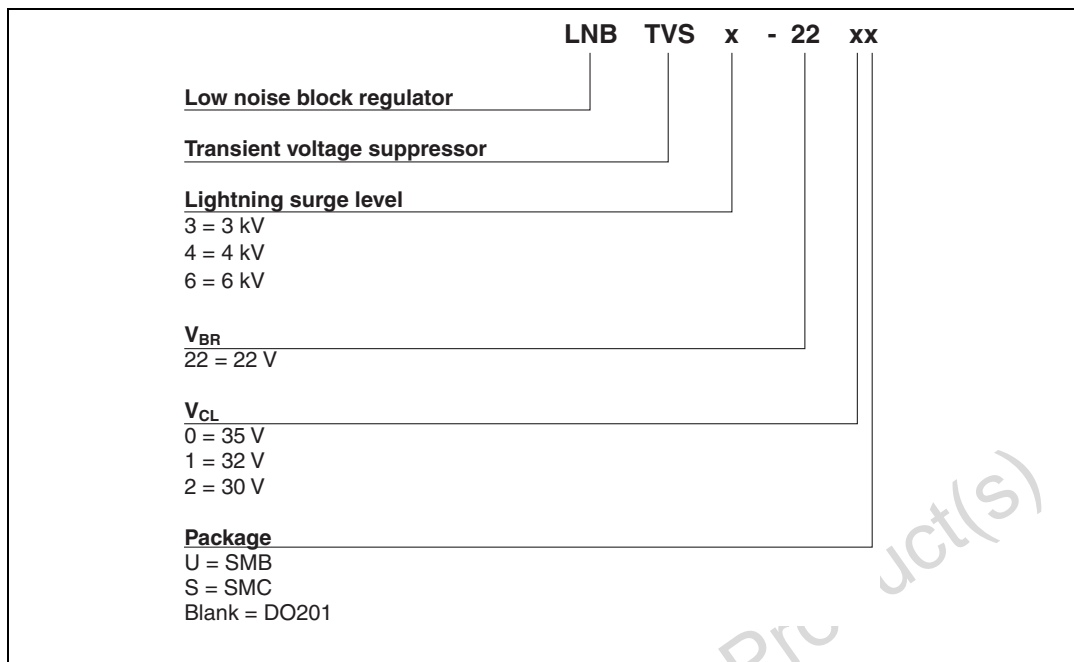 LNB TVS x - 22 xx
Low noise block regulator
Transient voltage suppressor
Lightning surge level
3 = 3 kV
4 = 4 kV
6 = 6 kV
VBR
22 = 22 V
VCL
0 = 35 V
1 = 32 V
2 = 30 V
Package
U = SMB
S = SMC
Blank = DO201